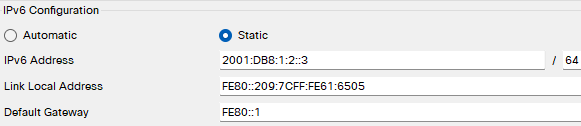 IPv6 Configuration
Automatic Static
IPv6 Address 2001:DB8:1:2::3 / 64
Link Local Address FE80::209:7CFF:FE61:6505
Default Gateway FE80::1